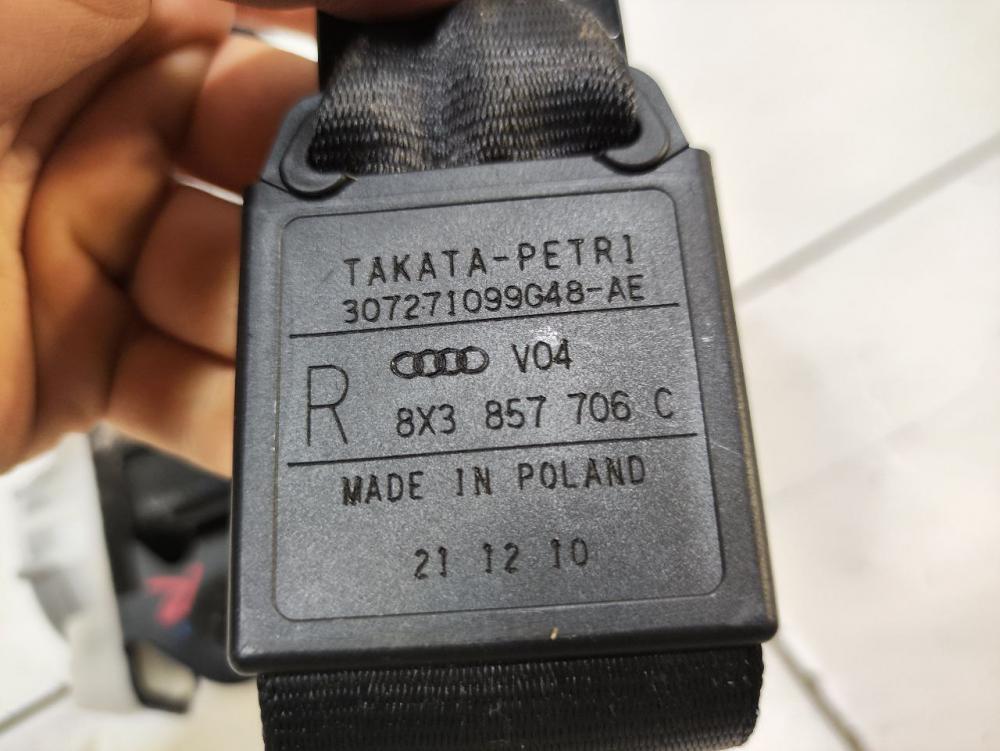 TAKATA-PETRI
307271099G48-AE
R
V04
8X3 857 706 C
MADE IN POLAND
21 12 10